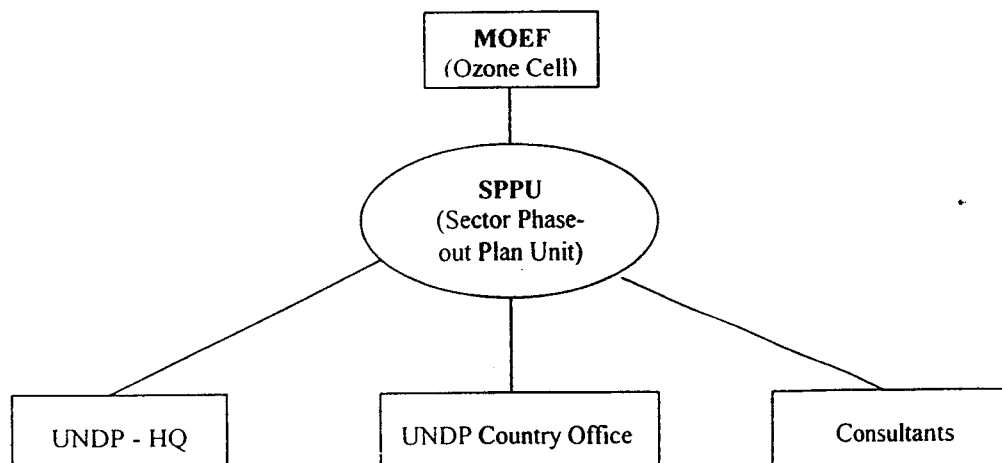 MOEF
(Ozone Cell)
SPPU
(Sector Phase-
out Plan Unit)
UNDP - HQ
UNDP Country Office
Consultants